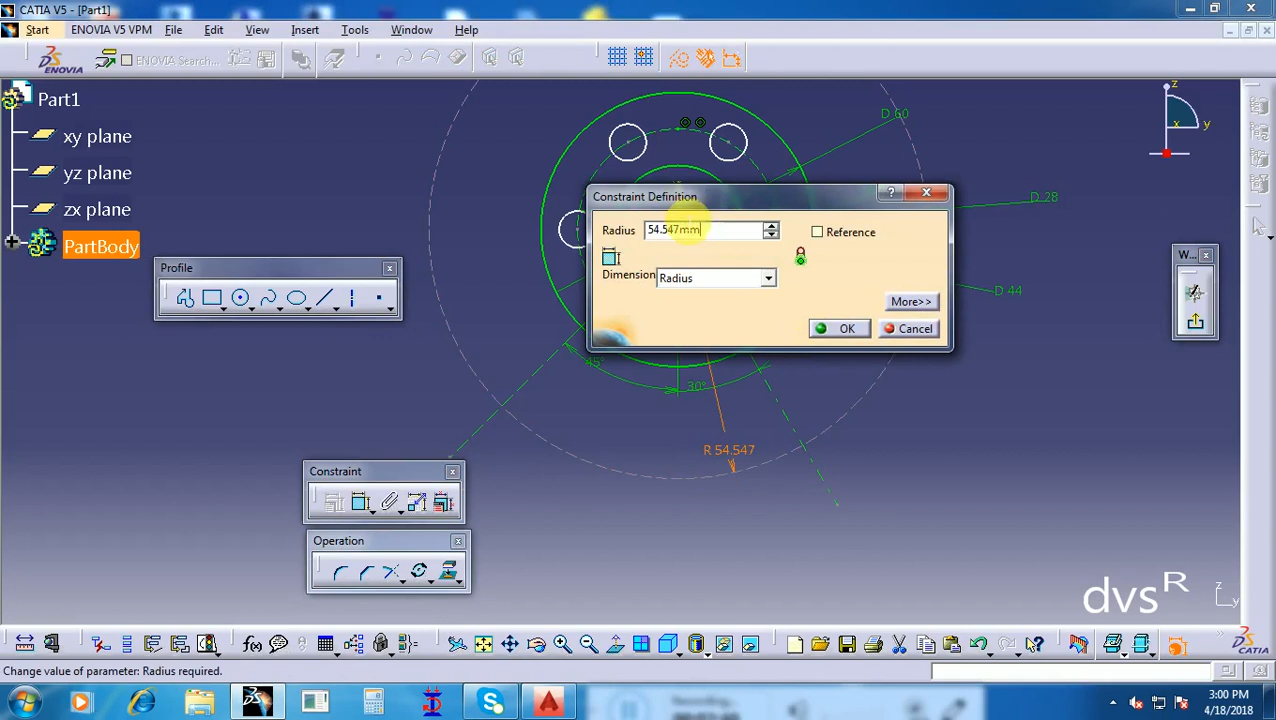 CATIA V5 - [Part1]
Start ENOVIA V5 VPM File Edit View Insert Tools Window Help
ENOVIA Search...
ENOVIA
Part1
xy plane
yz plane
zx plane
PartBody
z
x y
D 60
D 28
D 44
45°
30°
R 54.547
Constraint Definition
Radius 54.547mm Reference
Dimension Radius
More>>
OK Cancel
Profile
W...
Constraint
Operation
dvsR
z
y
f(x)
CATIA
Change value of parameter: Radius required.
3:00 PM
4/18/2018